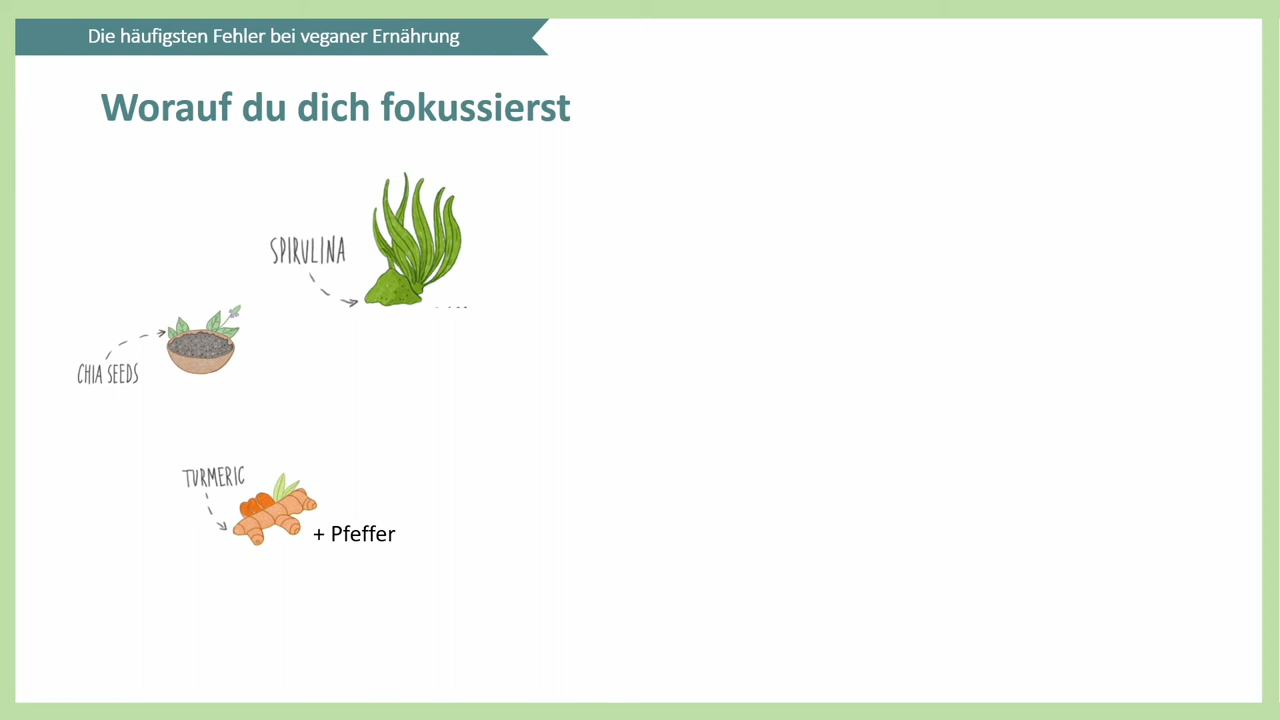 Die häufigsten Fehler bei veganer Ernährung
Worauf du dich fokussierst
SPIRULINA
CHIA SEEDS
TURMERIC
+ Pfeffer